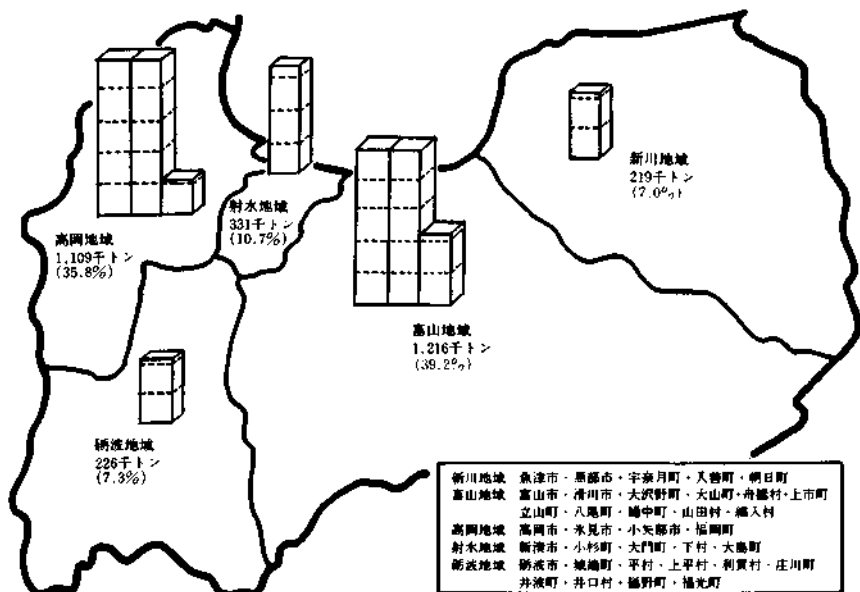 新川地域
219千トン
(7.0%)
射水地域
331千トン
(10.7%)
高岡地域
1,109千トン
(35.8%)
富山地域
1,216千トン
(39.2%)
砺波地域
226千トン
(7.3%)
新川地域 魚津市・黒部市・宇奈月町・入善町・朝日町
富山地域 富山市・滑川市・大沢野町・大山町・舟橋村・上市町
立山町、八尾町・婦中町、山田村・細入村
高岡地域 高岡市・氷見市・小矢部市・福岡町
射水地域 新湊市・小杉町、大門町・下村、大島町
砺波地域 砺波市・城端町、平村、上平村、利賀村・庄川町
井波町、井口村・福野町・福光町